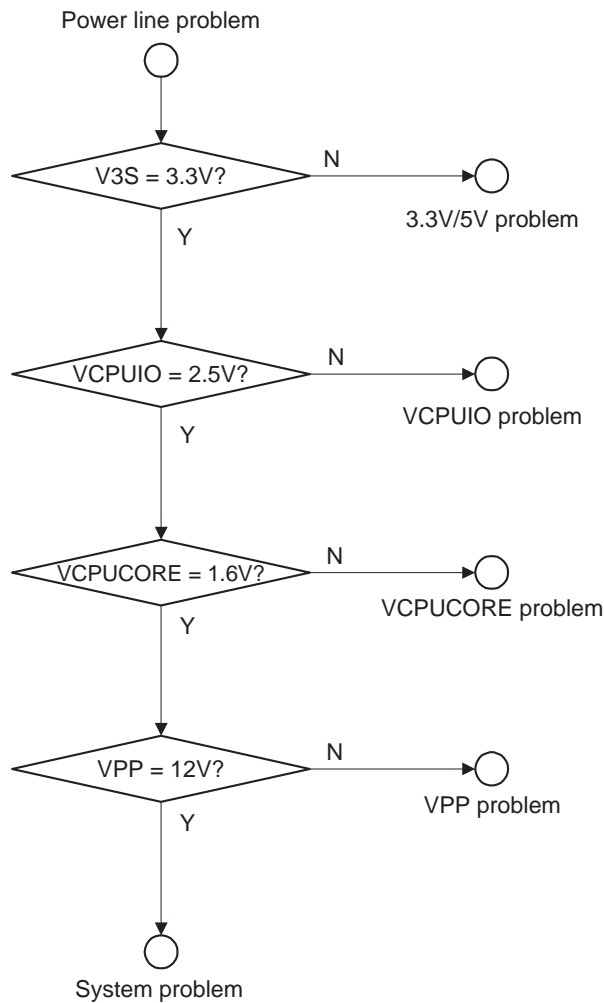 Power line problem
V3S = 3.3V?
N
3.3V/5V problem
Y
VCPUIO = 2.5V?
N
VCPUIO problem
Y
VCPUCORE = 1.6V?
N
VCPUCORE problem
Y
VPP = 12V?
N
VPP problem
Y
System problem